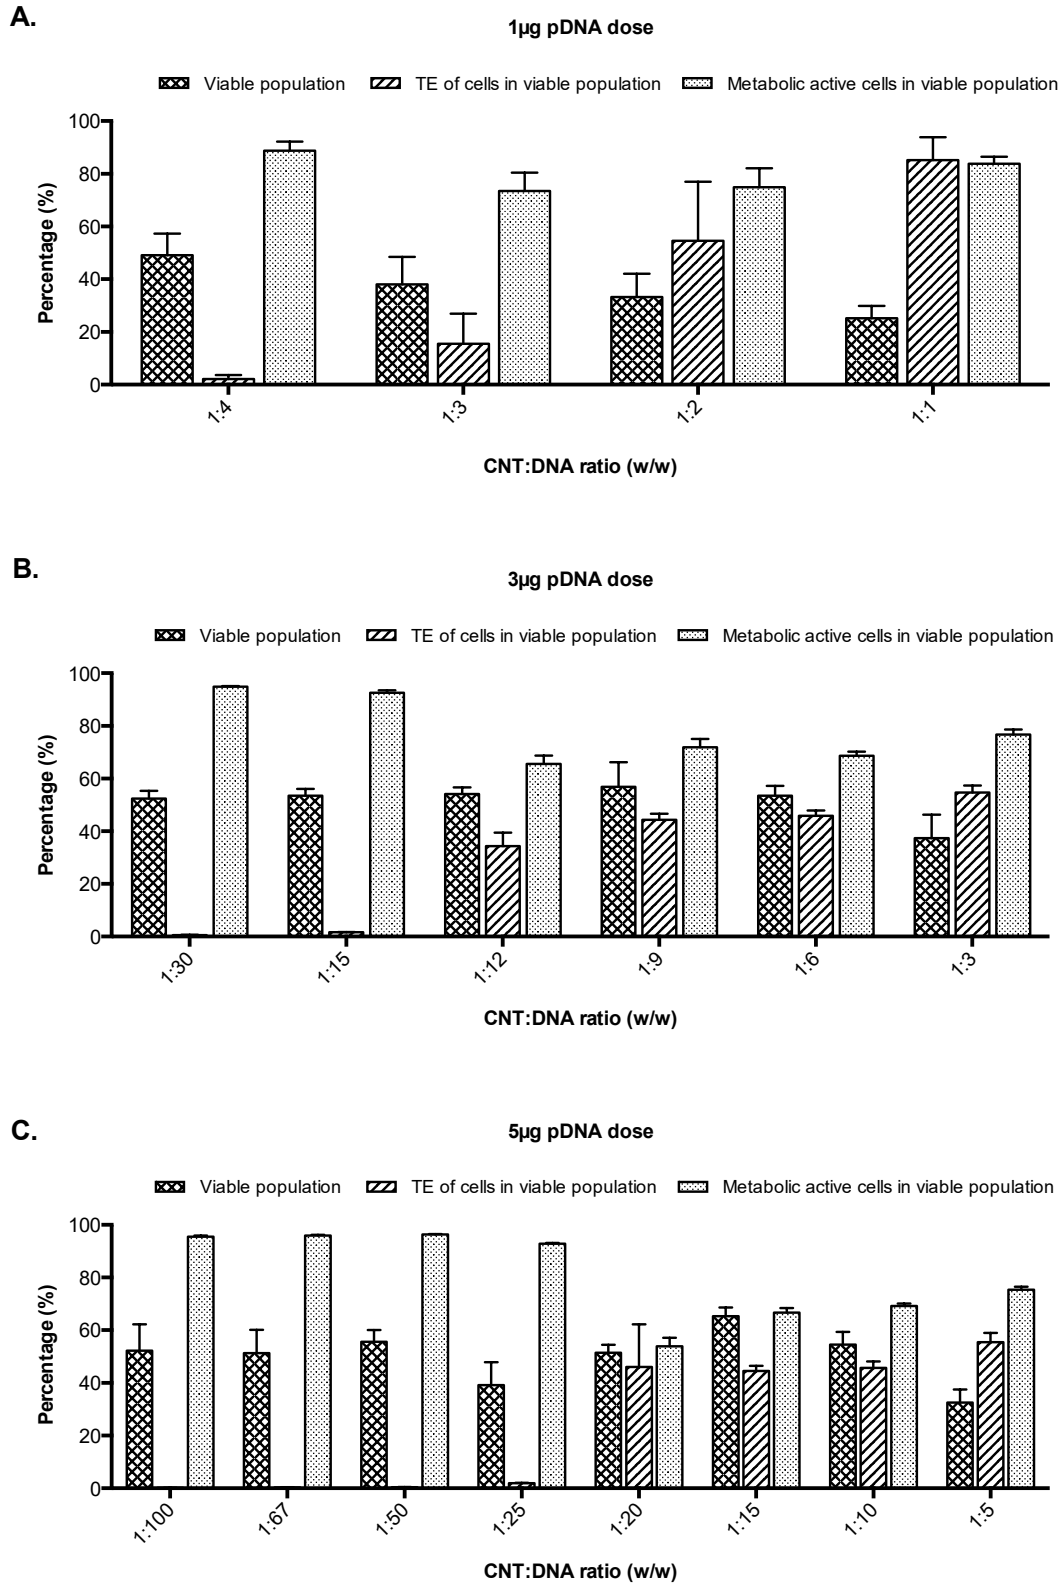 A.
1µg pDNA dose
Viable population TE of cells in viable population Metabolic active cells in viable population
Percentage (%)
100
80
60
40
20
0
1:4 1:3 1:2 1:1
CNT:DNA ratio (w/w)
B.
3µg pDNA dose
Viable population TE of cells in viable population Metabolic active cells in viable population
Percentage (%)
100
80
60
40
20
0
1:30 1:15 1:12 1:9 1:6 1:3
CNT:DNA ratio (w/w)
C.
5µg pDNA dose
Viable population TE of cells in viable population Metabolic active cells in viable population
Percentage (%)
100
80
60
40
20
0
1:100 1:67 1:50 1:25 1:20 1:15 1:10 1:5
CNT:DNA ratio (w/w)